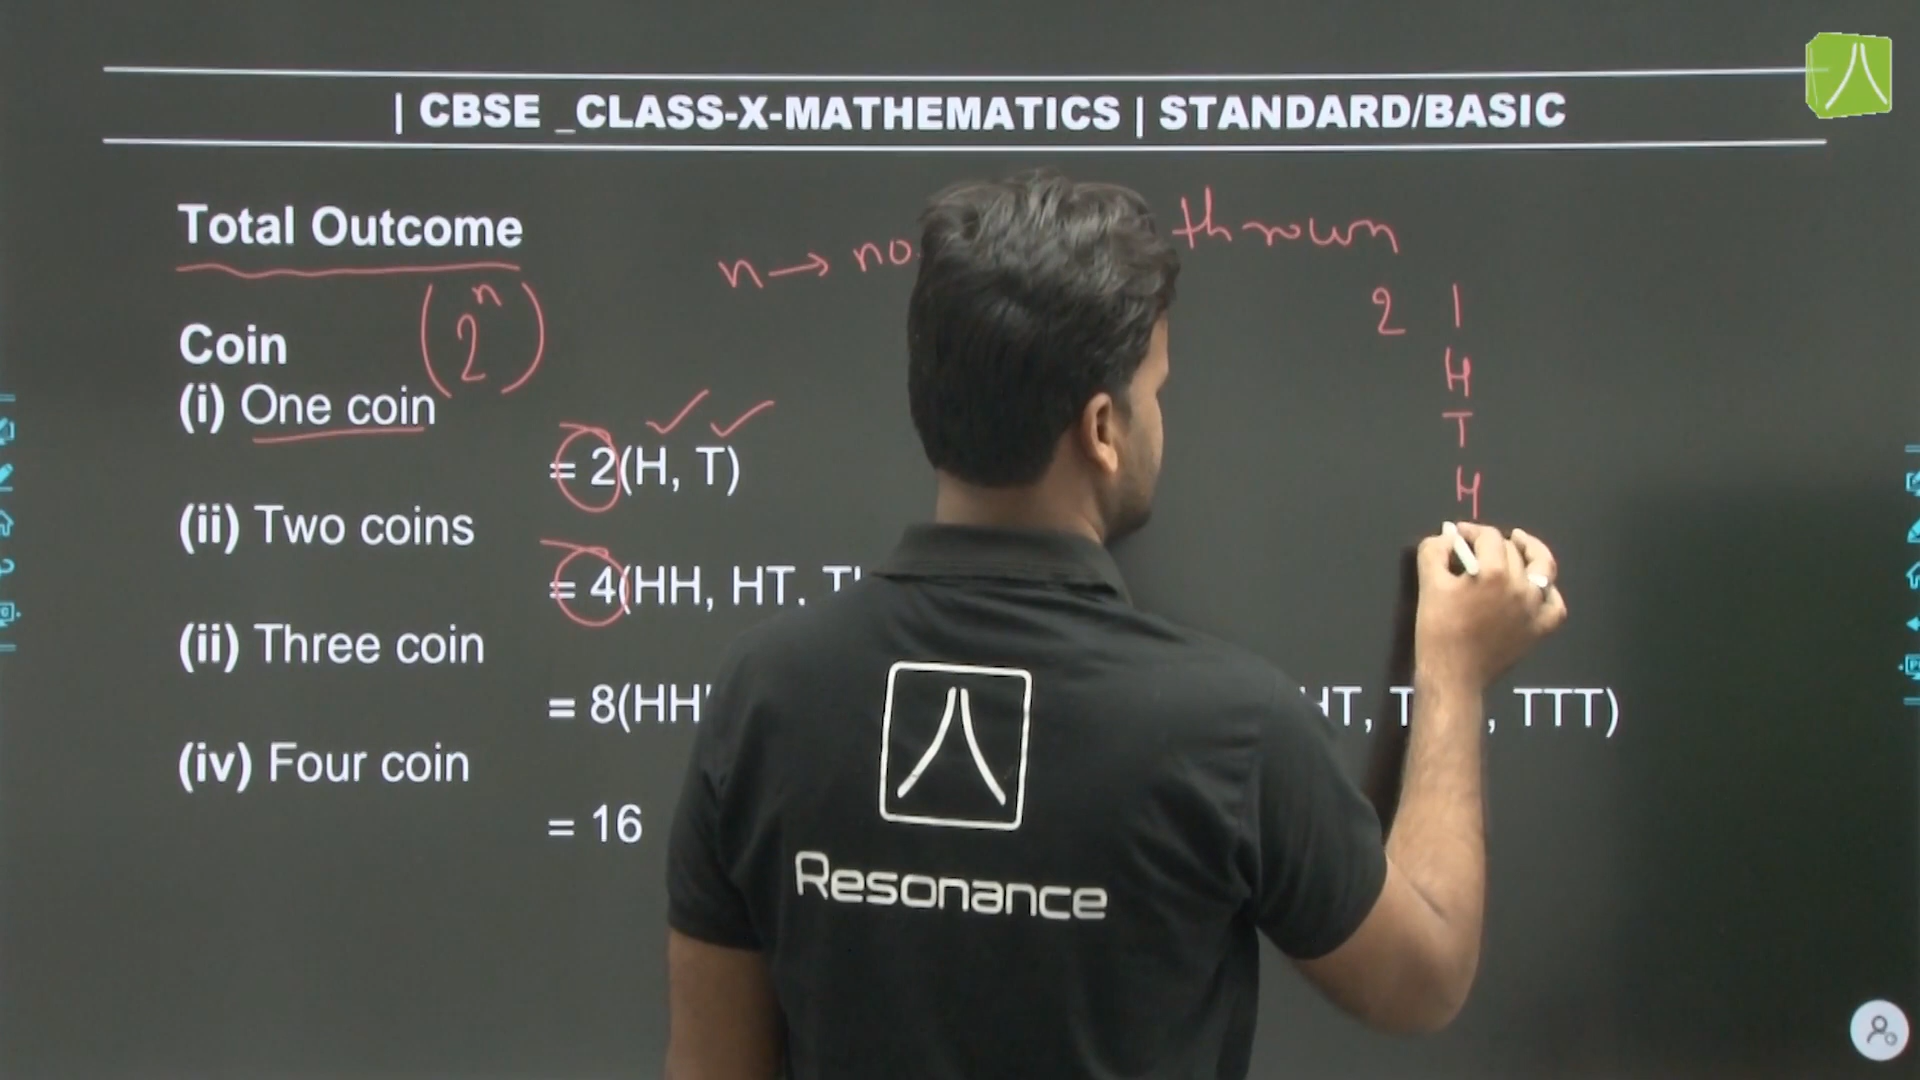 | CBSE _CLASS-X-MATHEMATICS | STANDARD/BASIC
Total Outcome
n → no thrown
2ⁿ
2 1
Coin
H
(i) One coin
T
= 2(H, T)
H
(ii) Two coins
= 4(HH, HT,
(ii) Three coin
= 8(HH TTT)
(iv) Four coin
= 16
Resonance